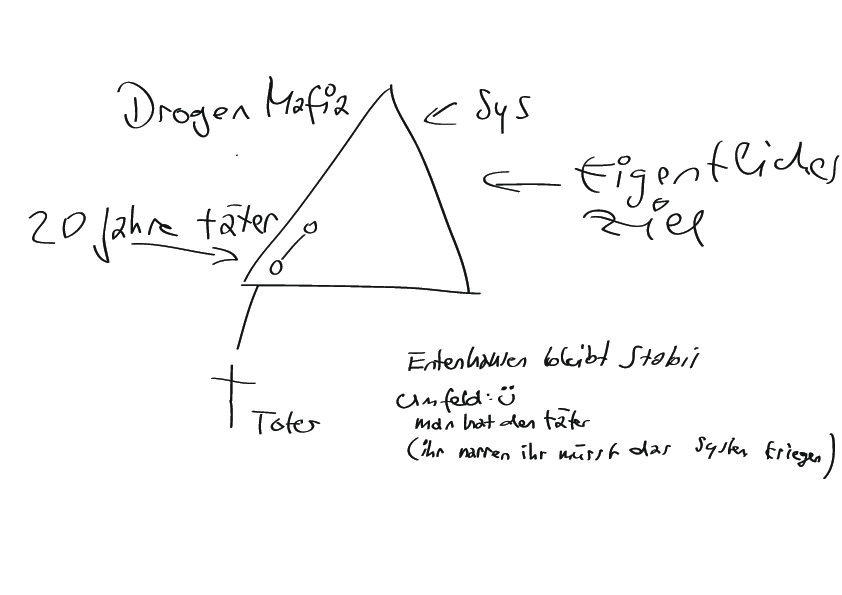 Drogen Mafia
← Sys
← Eigentliches
Ziel
20 Jahre täter
Toter
Entenhausen bleibt Stabil
Umfeld: Ü
man hat den täter
(ihr narren ihr müsst das System kriegen)